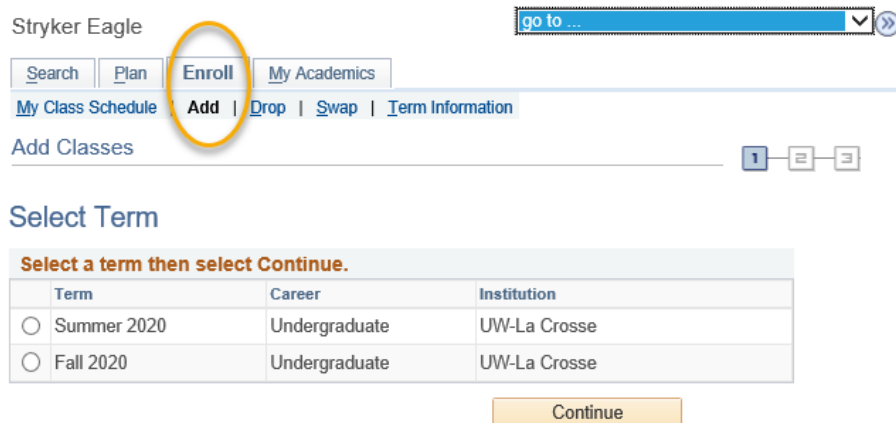 Stryker Eagle
go to ...
Search Plan Enroll My Academics
My Class Schedule | Add | Drop | Swap | Term Information
Add Classes
1 2 3
Select Term
Select a term then select Continue.
Term Career Institution
Summer 2020 Undergraduate UW-La Crosse
Fall 2020 Undergraduate UW-La Crosse
Continue